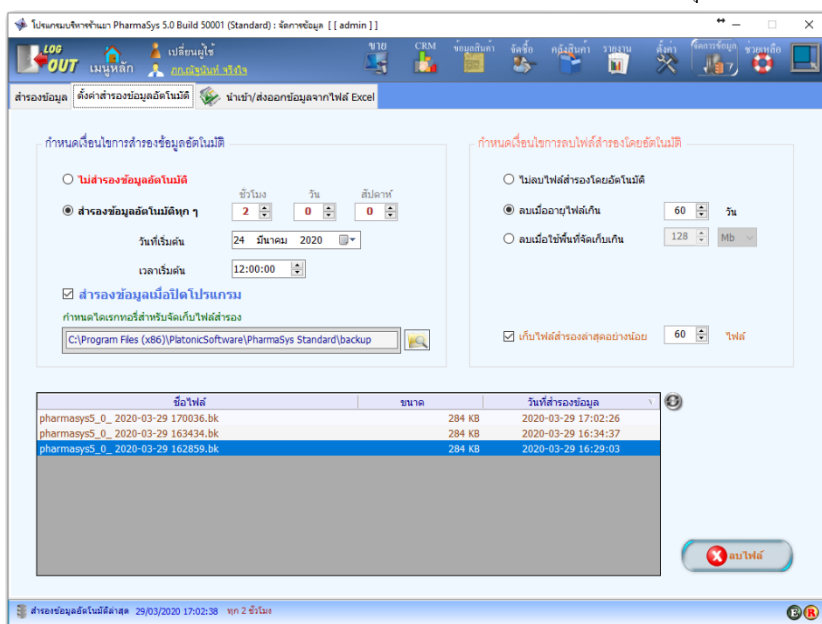 โปรแกรมบริหารร้านยา PharmaSys 5.0 Build 50001 (Standard) : จัดการข้อมูล [ [ admin ] ]
LOG OUT
เมนูหลัก
เปลี่ยนผู้ใช้
ภก.ณัฐนันท์ จริงใจ
ขาย CRM ข้อมูลสินค้า จัดซื้อ คลังสินค้า รายงาน ตั้งค่า จัดการข้อมูล ช่วยเหลือ
สำรองข้อมูล ตั้งค่าสำรองข้อมูลอัตโนมัติ นำเข้า/ส่งออกข้อมูลจากไฟล์ Excel
กำหนดเงื่อนไขการสำรองข้อมูลอัตโนมัติ
ไม่สำรองข้อมูลอัตโนมัติ
ชั่วโมง วัน สัปดาห์
สำรองข้อมูลอัตโนมัติทุก ๆ 2 0 0
วันที่เริ่มต้น 24 มีนาคม 2020
เวลาเริ่มต้น 12:00:00
สำรองข้อมูลเมื่อปิดโปรแกรม
กำหนดไดเรกทอรี่สำหรับจัดเก็บไฟล์สำรอง
C:\Program Files (x86)\PlatonicSoftware\PharmaSys Standard\backup
กำหนดเงื่อนไขการลบไฟล์สำรองโดยอัตโนมัติ
ไม่ลบไฟล์สำรองโดยอัตโนมัติ
ลบเมื่ออายุไฟล์เกิน 60 วัน
ลบเมื่อใช้พื้นที่จัดเก็บเกิน 128 Mb
เก็บไฟล์สำรองล่าสุดอย่างน้อย 60 ไฟล์
ชื่อไฟล์ ขนาด วันที่สำรองข้อมูล
pharmasys5_0_ 2020-03-29 170036.bk 284 KB 2020-03-29 17:02:26
pharmasys5_0_ 2020-03-29 163434.bk 284 KB 2020-03-29 16:34:37
pharmasys5_0_ 2020-03-29 162859.bk 284 KB 2020-03-29 16:29:03
ลบไฟล์
สำรองข้อมูลอัตโนมัติล่าสุด 29/03/2020 17:02:38 ทุก 2 ชั่วโมง
E R